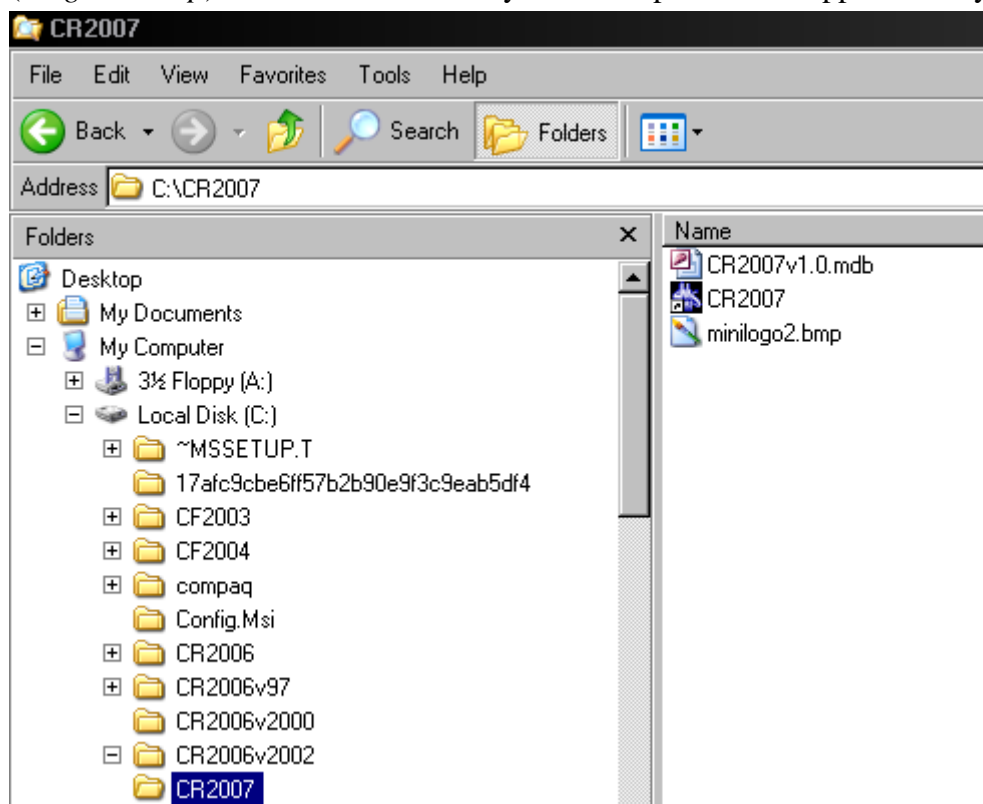 CR2007
File Edit View Favorites Tools Help
Back Search Folders
Address C:\CR2007
Folders
Name
Desktop
My Documents
My Computer
3½ Floppy (A:)
Local Disk (C:)
~MSSETUP.T
17afc9cbe6ff57b2b90e9f3c9eab5df4
CF2003
CF2004
compaq
Config.Msi
CR2006
CR2006v97
CR2006v2000
CR2006v2002
CR2007
CR2007v1.0.mdb
CR2007
minilogo2.bmp